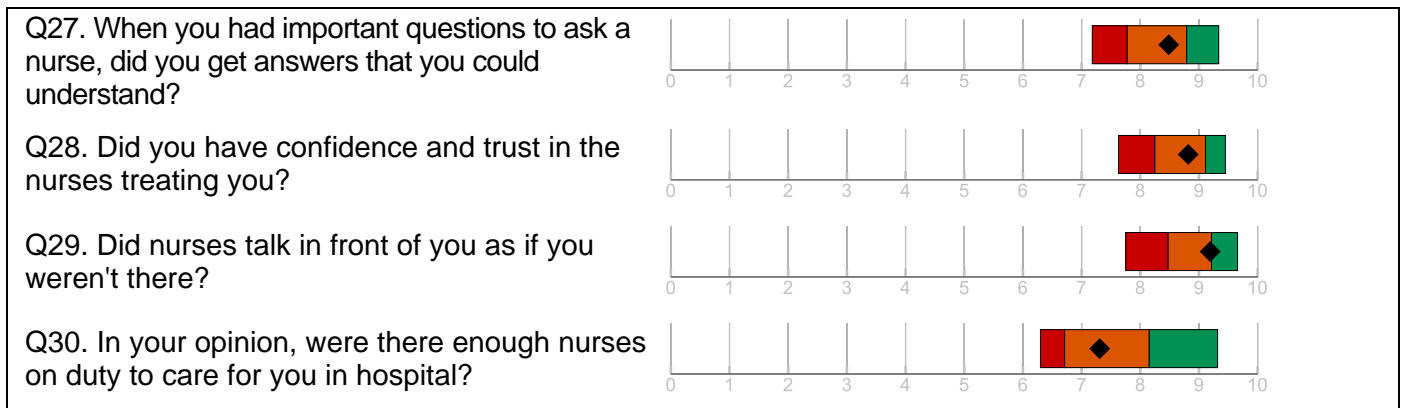 Q27. When you had important questions to ask a
nurse, did you get answers that you could
understand?
0 1 2 3 4 5 6 7 8 9 10
Q28. Did you have confidence and trust in the
nurses treating you?
0 1 2 3 4 5 6 7 8 9 10
Q29. Did nurses talk in front of you as if you
weren't there?
0 1 2 3 4 5 6 7 8 9 10
Q30. In your opinion, were there enough nurses
on duty to care for you in hospital?
0 1 2 3 4 5 6 7 8 9 10